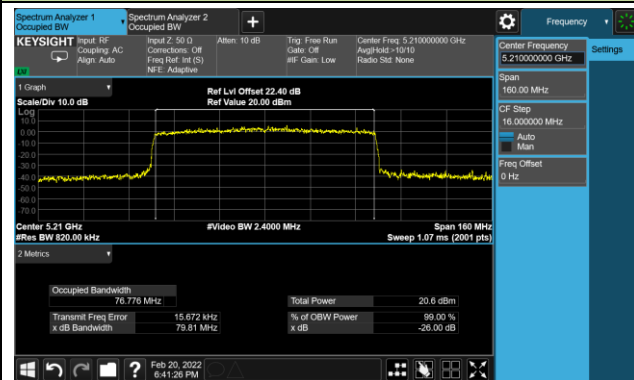 Spectrum Analyzer 1
Occupied BW
Spectrum Analyzer 2
Occupied BW
+
Frequency
KEYSIGHT
Input: RF
Coupling: AC
Align: Auto
Input Z: 50 Ω
Corrections: Off
Freq Ref: Int (S)
NFE: Adaptive
Atten: 10 dB
Trig: Free Run
Gate: Off
#IF Gain: Low
Center Freq: 5.210000000 GHz
Avg|Hold:>10/10
Radio Std: None
Center Frequency
5.210000000 GHz
Settings
Span
160.00 MHz
CF Step
16.000000 MHz
Auto
Man
Freq Offset
0 Hz
1 Graph
Scale/Div 10.0 dB
Ref Lvl Offset 22.40 dB
Ref Value 20.00 dBm
Log
10.0
0.00
-10.0
-20.0
-30.0
-40.0
-50.0
-60.0
-70.0
Center 5.21 GHz
#Video BW 2.4000 MHz
Span 160 MHz
#Res BW 820.00 kHz
Sweep 1.07 ms (2001 pts)
2 Metrics
Occupied Bandwidth
76.776 MHz
Total Power
20.6 dBm
Transmit Freq Error
15.672 kHz
% of OBW Power
99.00 %
x dB Bandwidth
79.81 MHz
x dB
-26.00 dB
?
Feb 20, 2022
6:41:26 PM